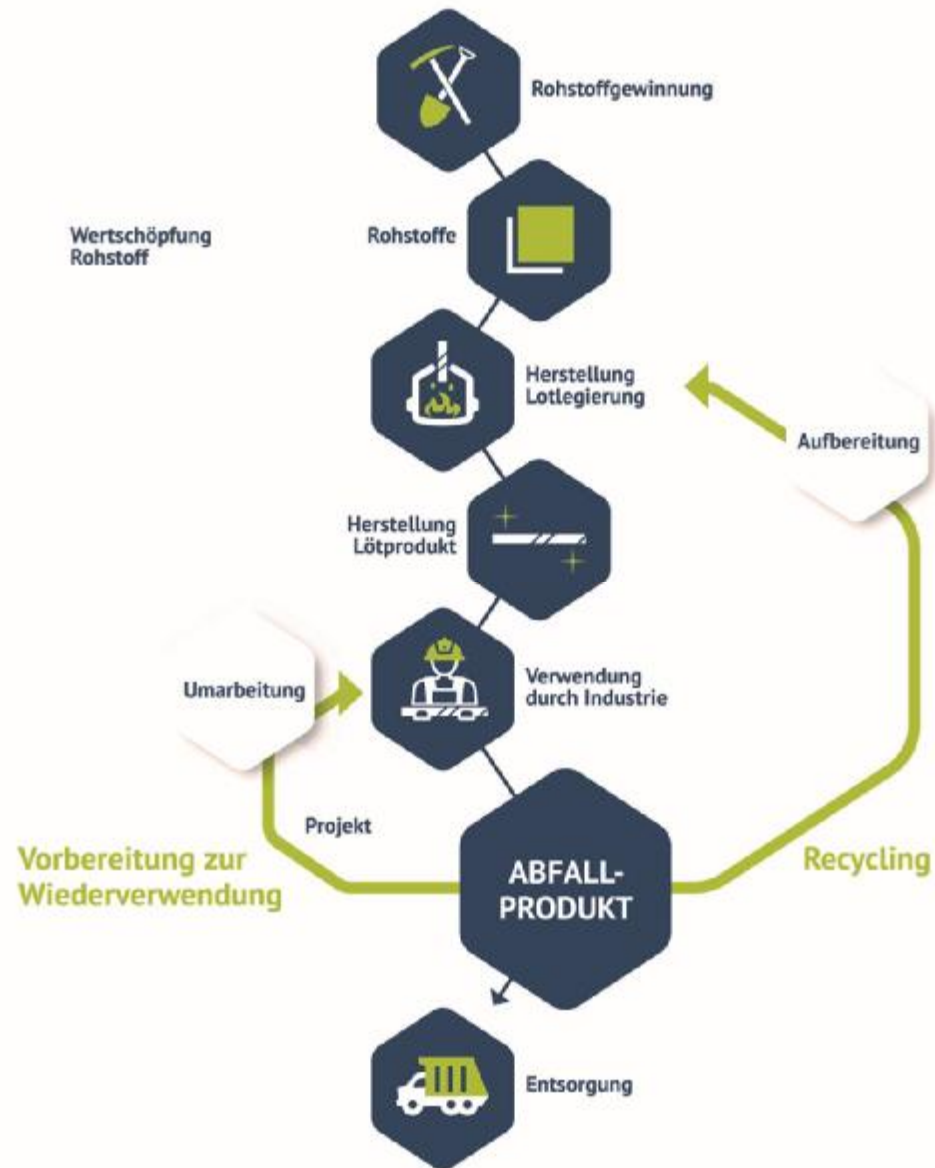 Rohstoffgewinnung
Wertschöpfung
Rohstoff
Rohstoffe
Herstellung
Lotlegierung
Aufbereitung
Herstellung
Lötprodukt
Umarbeitung
Verwendung
durch Industrie
Projekt
Vorbereitung zur
Wiederverwendung
ABFALL-
PRODUKT
Recycling
Entsorgung